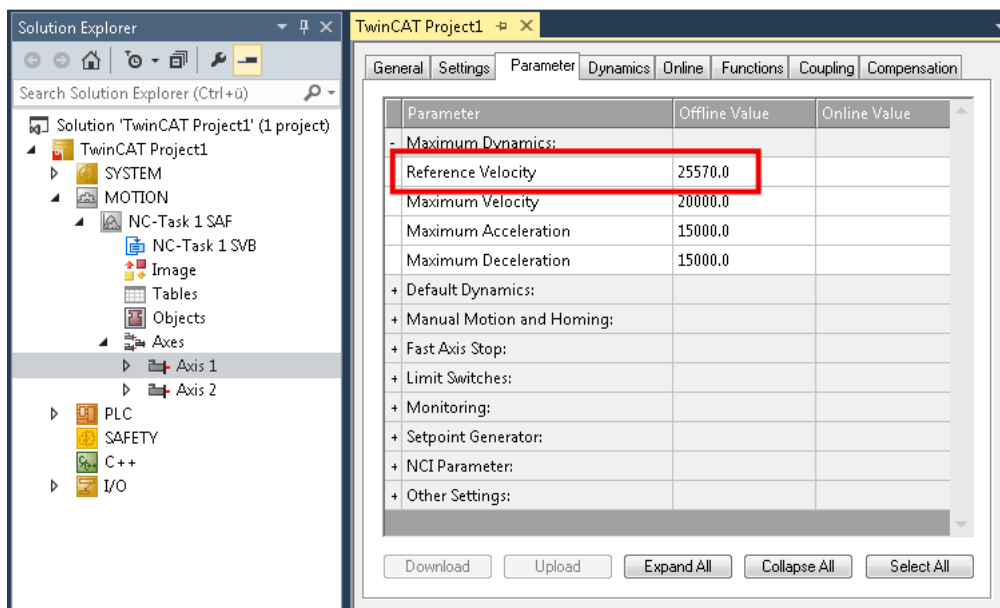 Solution Explorer
Search Solution Explorer (Ctrl+ü)
Solution 'TwinCAT Project1' (1 project)
TwinCAT Project1
SYSTEM
MOTION
NC-Task 1 SAF
NC-Task 1 SVB
Image
Tables
Objects
Axes
Axis 1
Axis 2
PLC
SAFETY
C++
I/O
TwinCAT Project1
General Settings Parameter Dynamics Online Functions Coupling Compensation
Parameter Offline Value Online Value
- Maximum Dynamics:
Reference Velocity 25570.0
Maximum Velocity 20000.0
Maximum Acceleration 15000.0
Maximum Deceleration 15000.0
+ Default Dynamics:
+ Manual Motion and Homing:
+ Fast Axis Stop:
+ Limit Switches:
+ Monitoring:
+ Setpoint Generator:
+ NCI Parameter:
+ Other Settings:
Download Upload Expand All Collapse All Select All